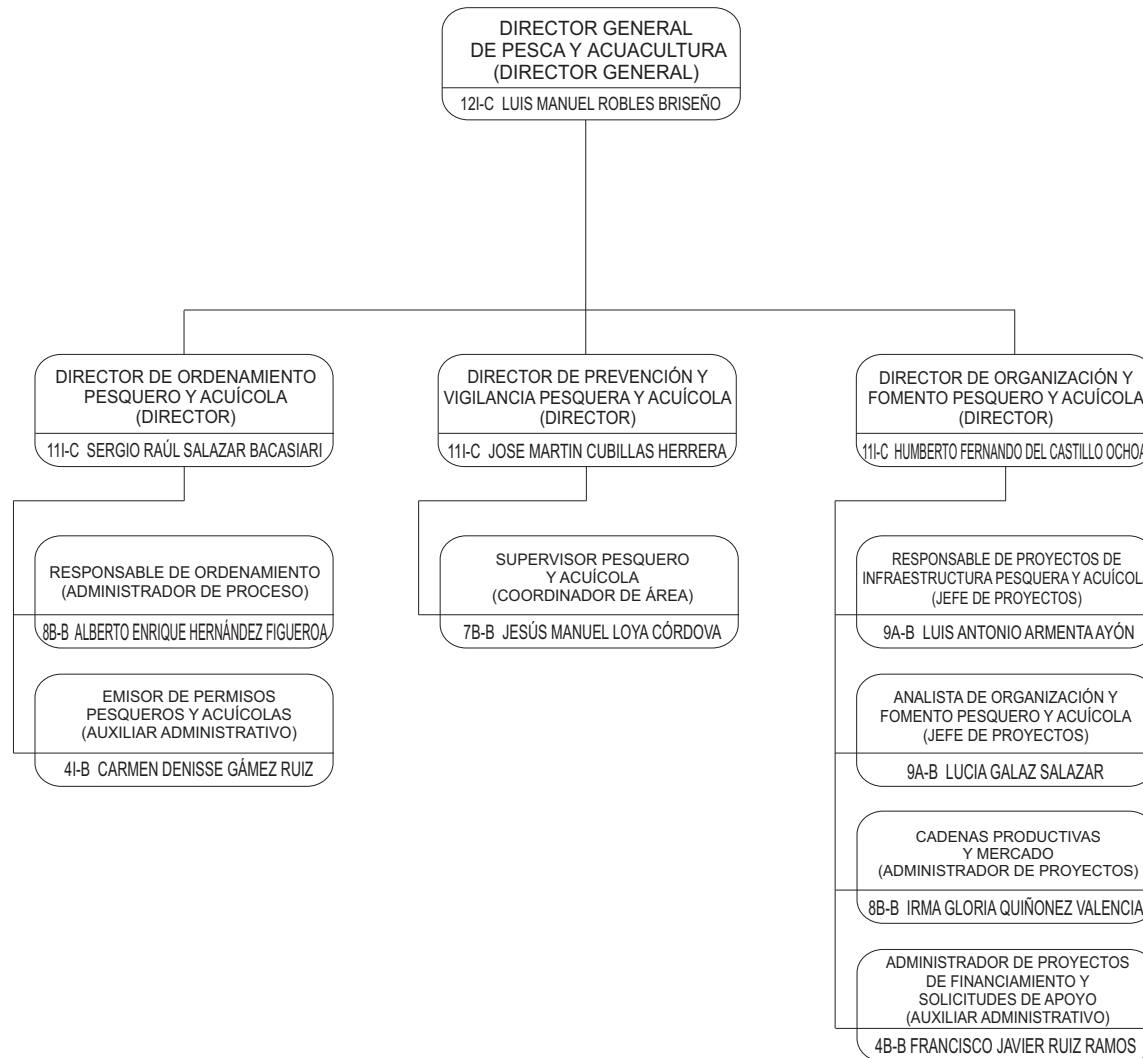 DIRECTOR GENERAL
DE PESCA Y ACUACULTURA
(DIRECTOR GENERAL)
12I-C LUIS MANUEL ROBLES BRISEÑO
DIRECTOR DE ORDENAMIENTO
PESQUERO Y ACUÍCOLA
(DIRECTOR)
11I-C SERGIO RAÚL SALAZAR BACASIARI
RESPONSABLE DE ORDENAMIENTO
(ADMINISTRADOR DE PROCESO)
8B-B ALBERTO ENRIQUE HERNÁNDEZ FIGUEROA
EMISOR DE PERMISOS
PESQUEROS Y ACUÍCOLAS
(AUXILIAR ADMINISTRATIVO)
4I-B CARMEN DENISSE GÁMEZ RUIZ
DIRECTOR DE PREVENCIÓN Y
VIGILANCIA PESQUERA Y ACUÍCOLA
(DIRECTOR)
11I-C JOSE MARTIN CUBILLAS HERRERA
SUPERVISOR PESQUERO
Y ACUÍCOLA
(COORDINADOR DE ÁREA)
7B-B JESÚS MANUEL LOYA CÓRDOVA
DIRECTOR DE ORGANIZACIÓN Y
FOMENTO PESQUERO Y ACUÍCOLA
(DIRECTOR)
11I-C HUMBERTO FERNANDO DEL CASTILLO OCHOA
RESPONSABLE DE PROYECTOS DE
INFRAESTRUCTURA PESQUERA Y ACUÍCOL
(JEFE DE PROYECTOS)
9A-B LUIS ANTONIO ARMENTA AYÓN
ANALISTA DE ORGANIZACIÓN Y
FOMENTO PESQUERO Y ACUÍCOLA
(JEFE DE PROYECTOS)
9A-B LUCIA GALAZ SALAZAR
CADENAS PRODUCTIVAS
Y MERCADO
(ADMINISTRADOR DE PROYECTOS)
8B-B IRMA GLORIA QUIÑONEZ VALENCIA
ADMINISTRADOR DE PROYECTOS
DE FINANCIAMIENTO Y
SOLICITUDES DE APOYO
(AUXILIAR ADMINISTRATIVO)
4B-B FRANCISCO JAVIER RUIZ RAMOS